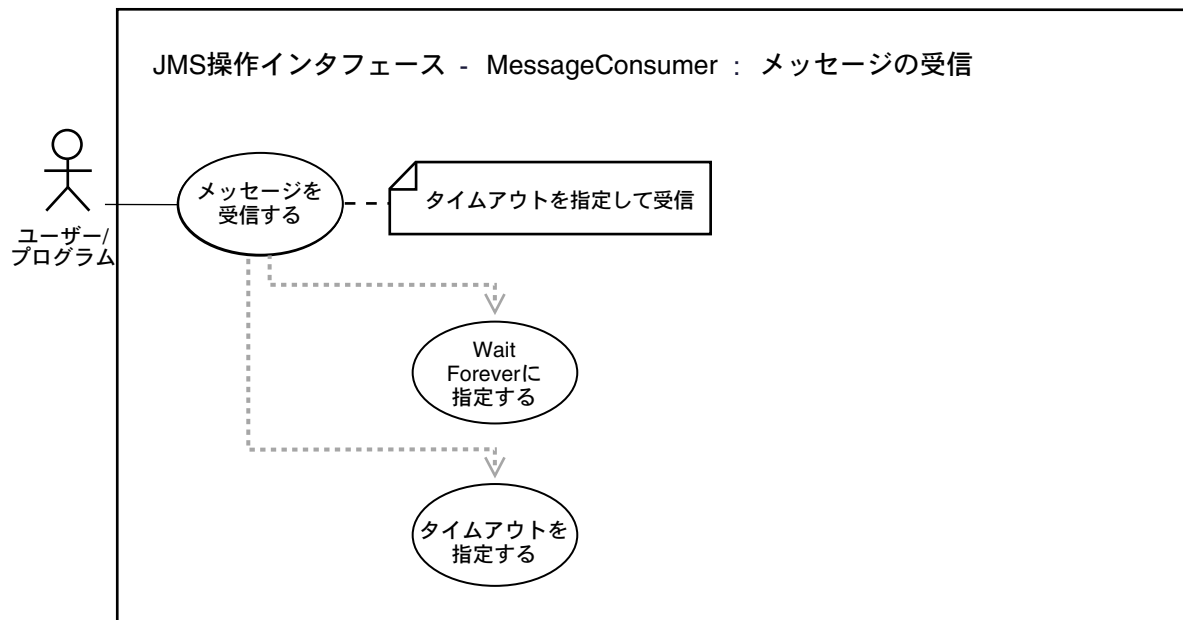 JMS操作インタフェース - MessageConsumer : メッセージの受信
メッセージを
受信する
タイムアウトを指定して受信
ユーザー/
プログラム
Wait
Foreverに
指定する
タイムアウトを
指定する